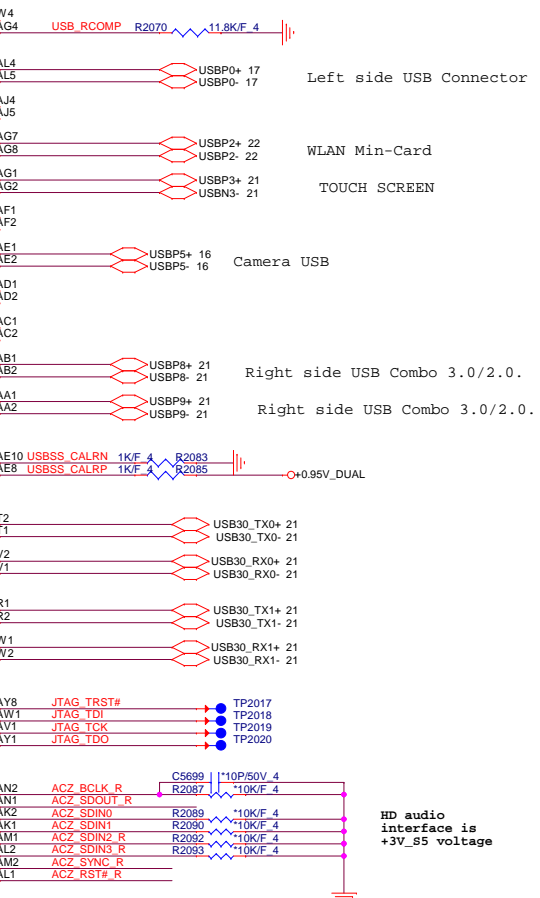 W4
AG4 USB_RCOMP R2070 11.8K/F_4
AL4 USBP0+ 17
AL5 USBP0- 17
Left side USB Connector
AJ4
AJ5
AG7 USBP2+ 22
AG8 USBP2- 22
WLAN Min-Card
AG1 USBP3+ 21
AG2 USBN3- 21
TOUCH SCREEN
AF1
AF2
AE1 USBP5+ 16
AE2 USBP5- 16
Camera USB
AD1
AD2
AC1
AC2
AB1 USBP8+ 21
AB2 USBP8- 21
Right side USB Combo 3.0/2.0.
AA1 USBP9+ 21
AA2 USBP9- 21
Right side USB Combo 3.0/2.0.
AE10 USBSS_CALRN 1K/F_4 R2083
AE8 USBSS_CALRP 1K/F_4 R2085
+0.95V_DUAL
T2 USB30_TX0+ 21
T1 USB30_TX0- 21
V2 USB30_RX0+ 21
V1 USB30_RX0- 21
R1 USB30_TX1+ 21
R2 USB30_TX1- 21
W1 USB30_RX1+ 21
W2 USB30_RX1- 21
AY8 JTAG_TRST# TP2017
AW1 JTAG_TDI TP2018
AV1 JTAG_TCK TP2019
AY1 JTAG_TDO TP2020
C5699 *10P/50V_4
AN2 ACZ_BCLK_R R2087 *10K/F_4
AN1 ACZ_SDOUT_R
AK2 ACZ_SDIN0 R2089 *10K/F_4
AK1 ACZ_SDIN1 R2090 *10K/F_4
AM1 ACZ_SDIN2_R R2092 *10K/F_4
AL2 ACZ_SDIN3_R R2093 *10K/F_4
AM2 ACZ_SYNC_R
AL1 ACZ_RST#_R
HD audio
interface is
+3V_S5 voltage